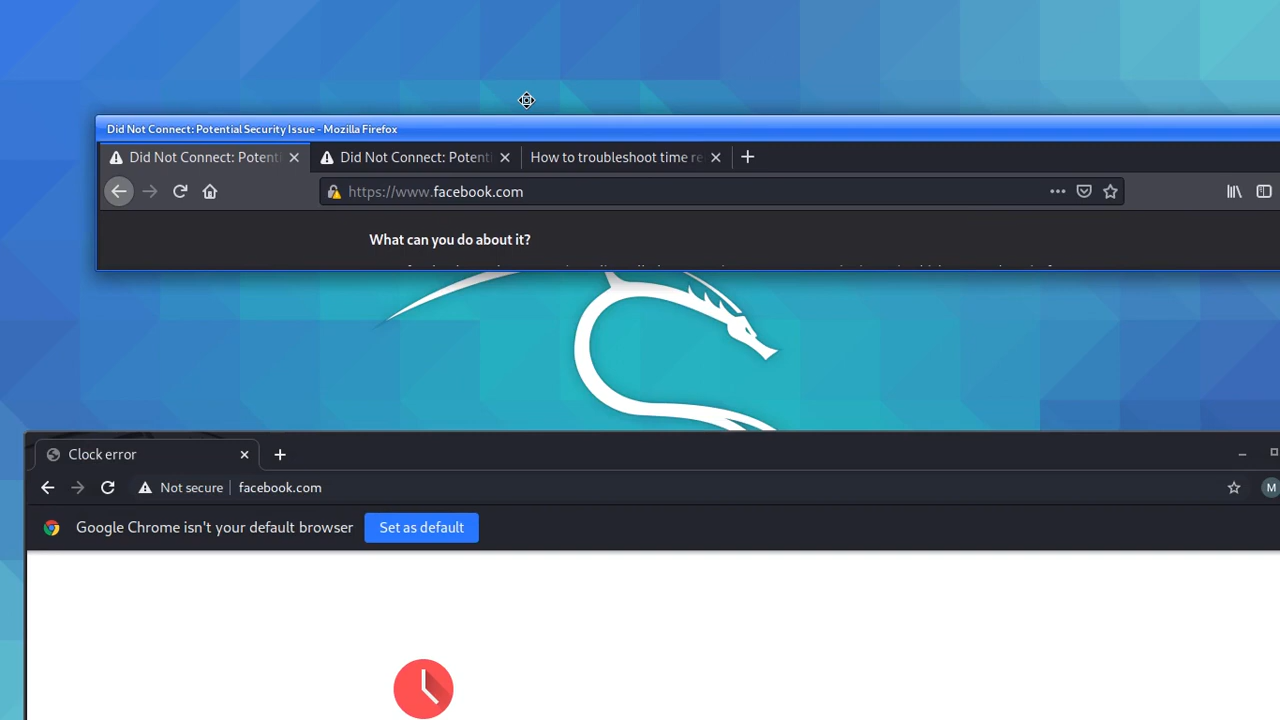 Did Not Connect: Potential Security Issue - Mozilla Firefox
Did Not Connect: Potenti Did Not Connect: Potenti How to troubleshoot time re
https://www.facebook.com
What can you do about it?
Clock error
Not secure facebook.com
M
Google Chrome isn't your default browser Set as default